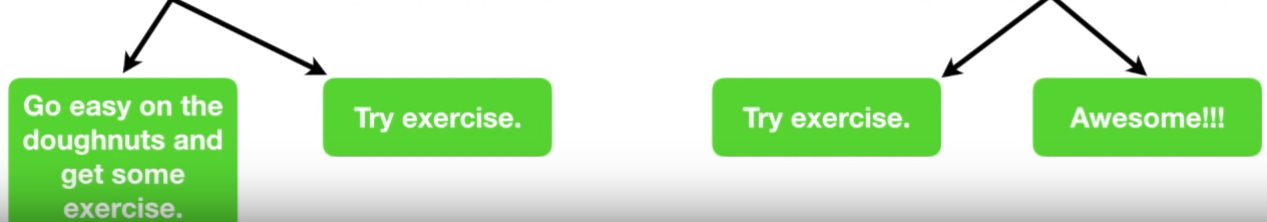 Go easy on the
doughnuts and
get some
exercise.
Try exercise.
Try exercise.
Awesome!!!